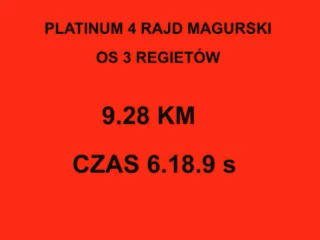 PLATINUM 4 RAJD MAGURSKI
OS 3 REGIETÓW
9.28 KM
CZAS 6.18.9 s